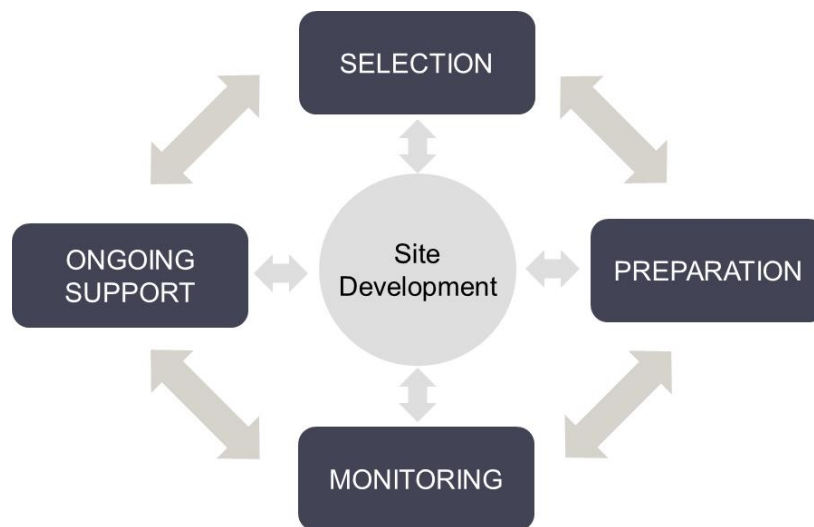 SELECTION
Site
Development
ONGOING
SUPPORT
PREPARATION
MONITORING